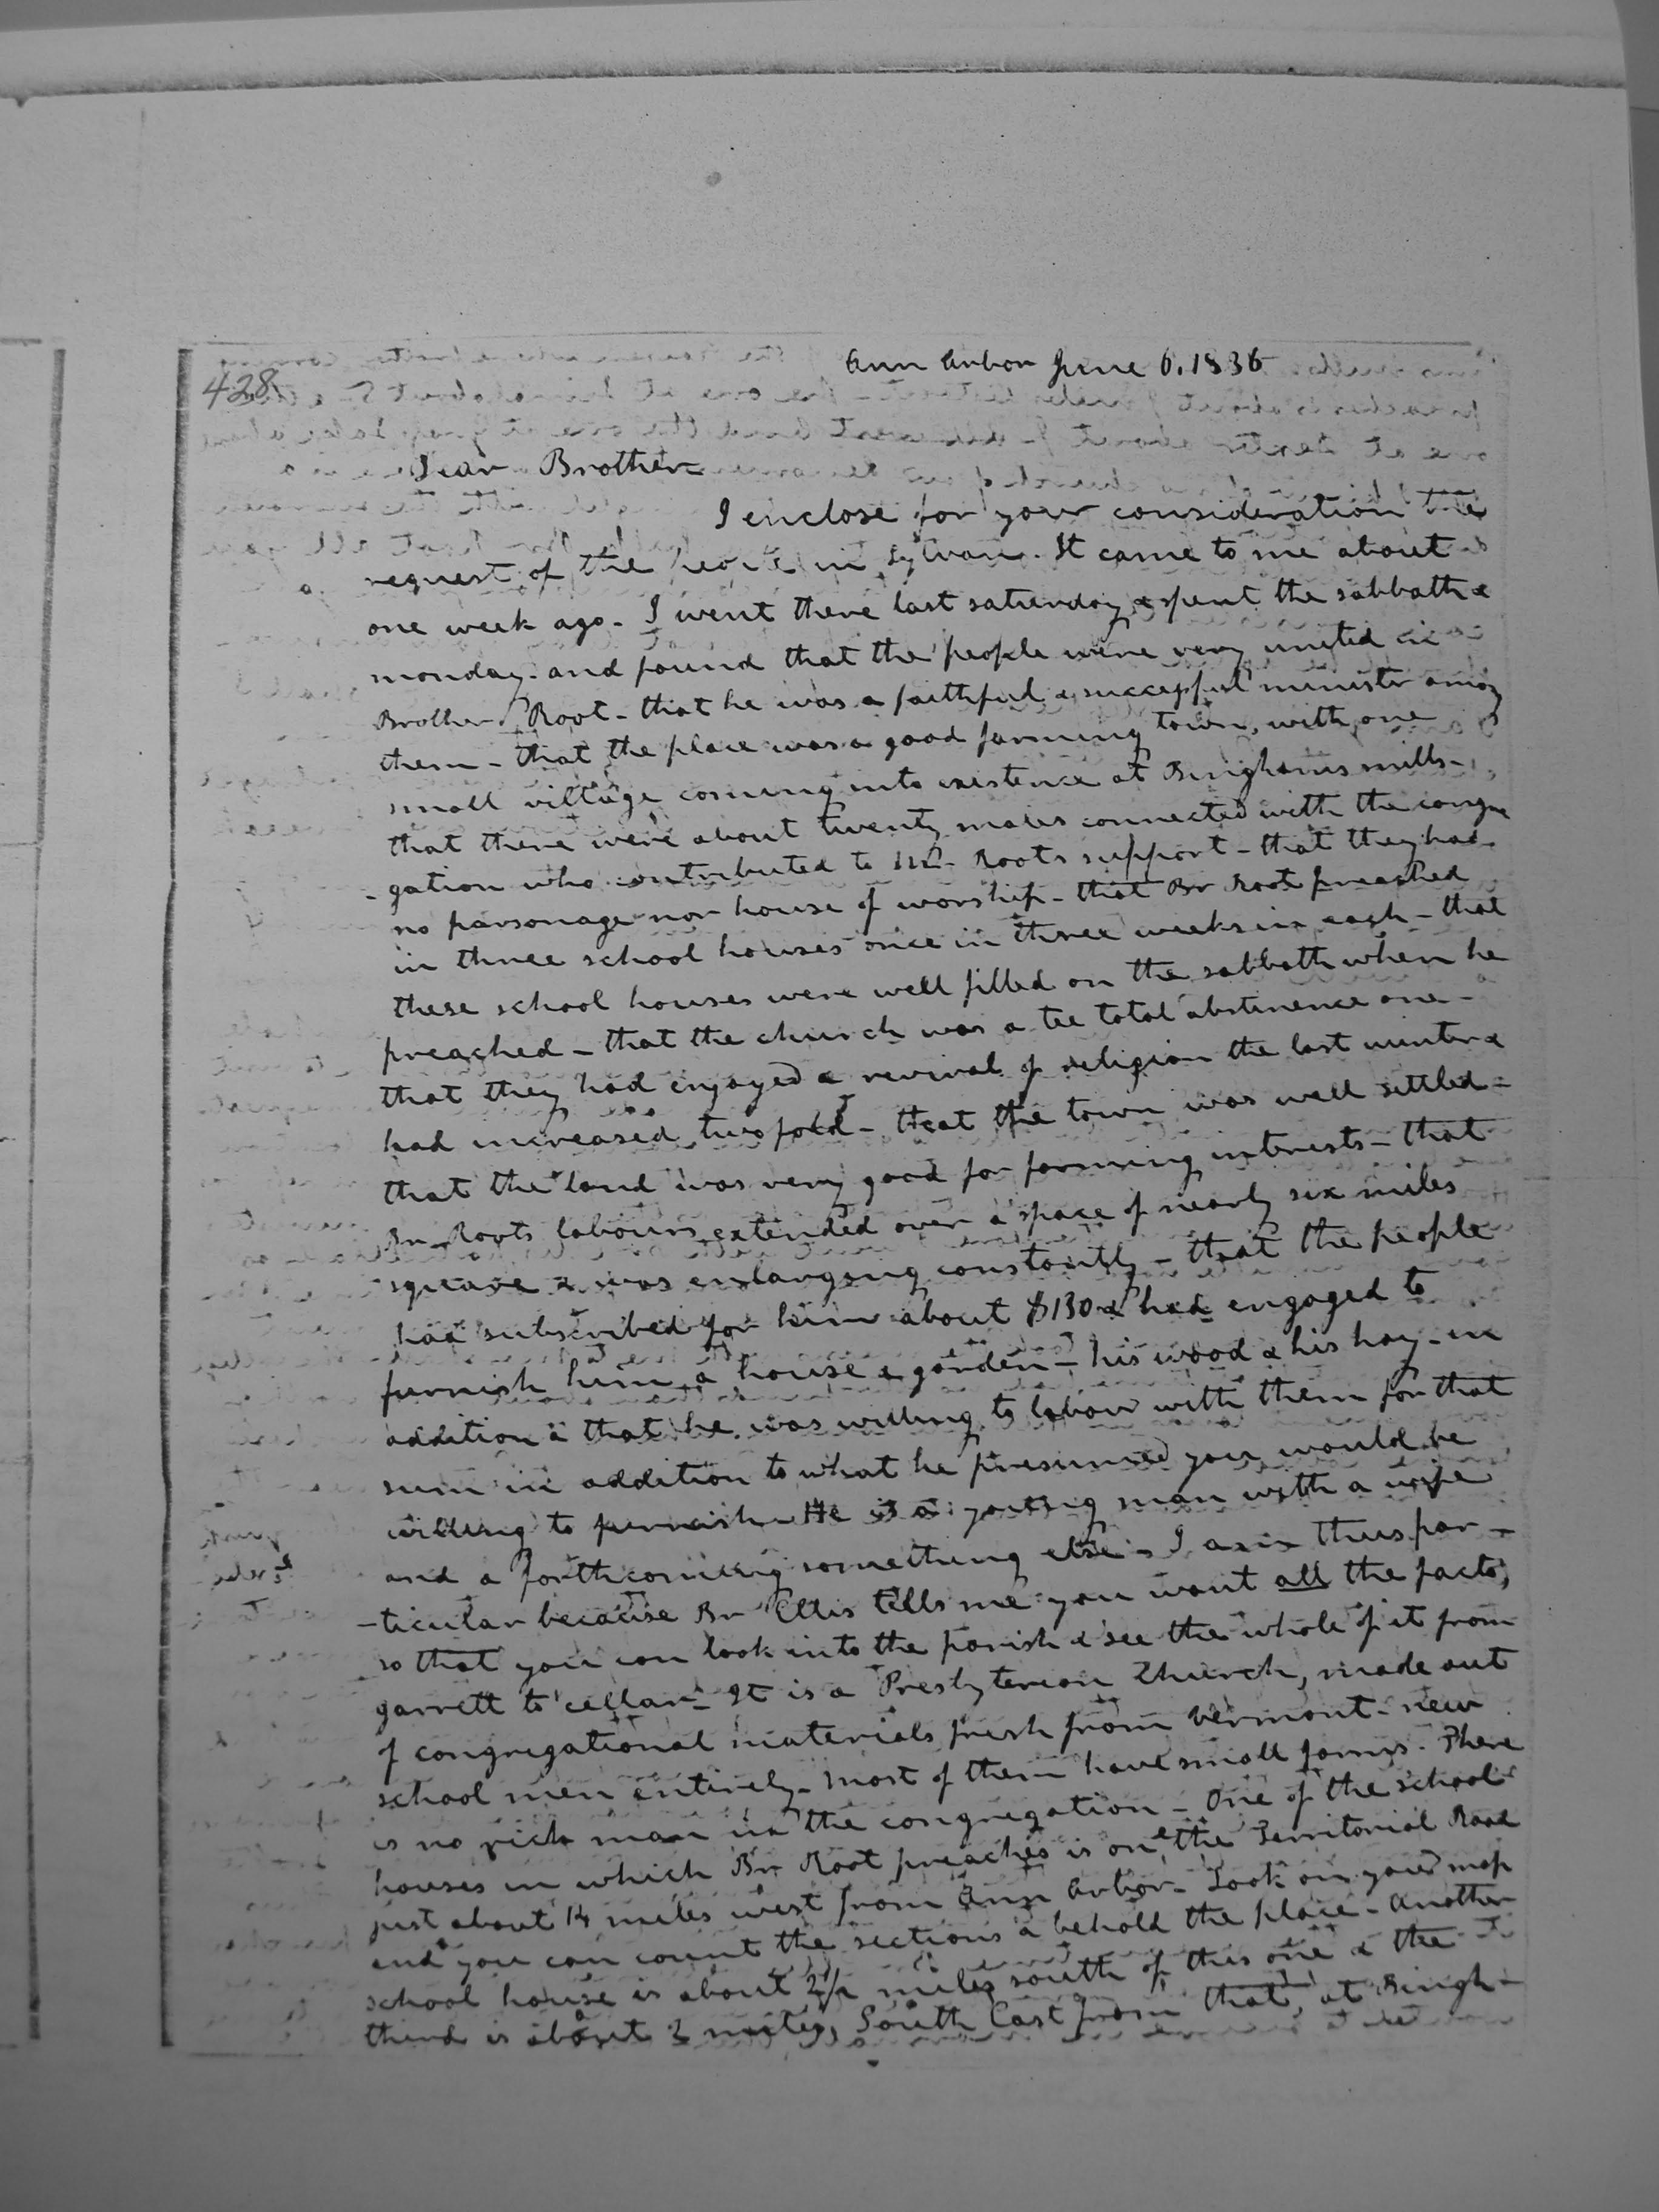 428
Ann Arbor June 6. 1836
Dear Brother
I enclose for your consideration the
request of the people in Sylvan. It came to me about
one week ago. I went there last saturday & spent the sabbath &
monday. and found that the people were very united in
Brother Root - that he was a faithful & successful minister among
them - that the place was a good farming town, with one
small village coming into existence at Binghams mills -
that there were about twenty males connected with the congre
- gation who contributed to Mr. Roots support - that they had
no parsonage nor house of worship - that Br Root preached
in three school houses once in three weeks in each - that
these school houses were well filled on the sabbath when he
preached - that the church was a tee total abstinence one -
that they had enjoyed a revival of religion the last winter &
had increased two fold - that the town was well settled -
that the land was very good for farming interests - that
Br Roots labours extended over a space of nearly six miles
square & was enlarging constantly - that the people
had subscribed for him about $130 & had engaged to
furnish him a house & garden - his wood & his hay - in
addition & that he was willing to labour with them for that
sum in addition to what he presumed you would be
willing to furnish. He is a young man with a wife
and a forthcoming something else - I am thus par -
- ticular because Br Ellis tells me you want all the facts,
so that you can look into the parish & see the whole of it from
garrett to cellar - It is a Presbyterian Church, made out
of congregational materials fresh from Vermont - new
school men entirely - most of them have small farms. There
is no rich man in the congregation - One of the school
houses in which Br Root preaches is on the Territorial Road
just about 14 miles west from Ann Arbor - Look on your map
and you can count the sections & behold the place - Another
school house is about 2½ miles south of this one & the
third is about 2 miles, South East from that, at Bingh -